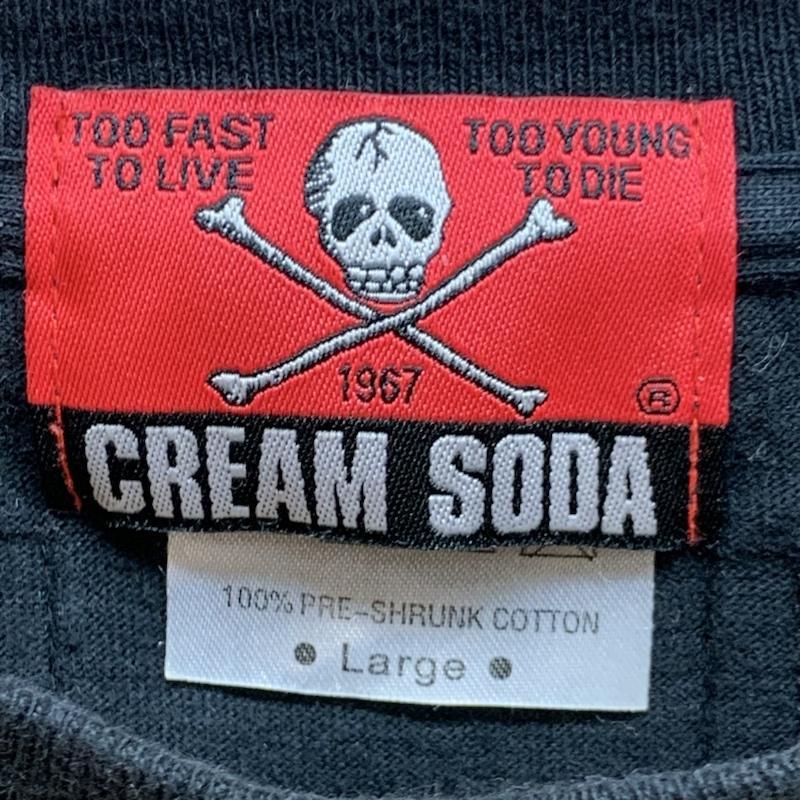 TOO FAST
TO LIVE
TOO YOUNG
TO DIE
1967
®
CREAM SODA
100% PRE-SHRUNK COTTON
• Large •